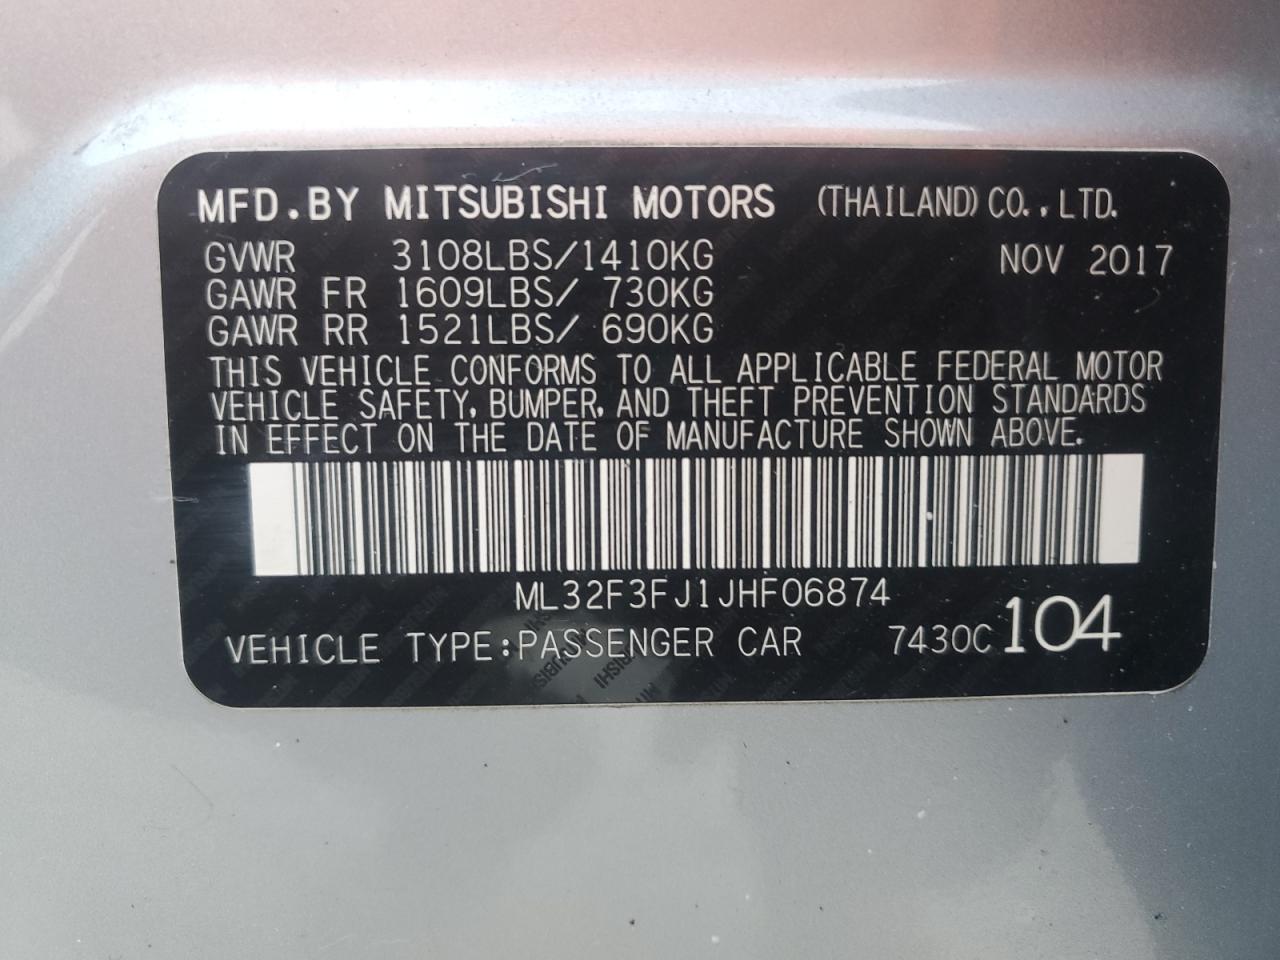 MFD.BY MITSUBISHI MOTORS (THAILAND)CO.,LTD.
GVWR 3108LBS/1410KG NOV 2017
GAWR FR 1609LBS/ 730KG
GAWR RR 1521LBS/ 690KG
THIS VEHICLE CONFORMS TO ALL APPLICABLE FEDERAL MOTOR
VEHICLE SAFETY, BUMPER, AND THEFT PREVENTION STANDARDS
IN EFFECT ON THE DATE OF MANUFACTURE SHOWN ABOVE.
ML32F3FJ1JHF06874
VEHICLE TYPE:PASSENGER CAR 7430C 104